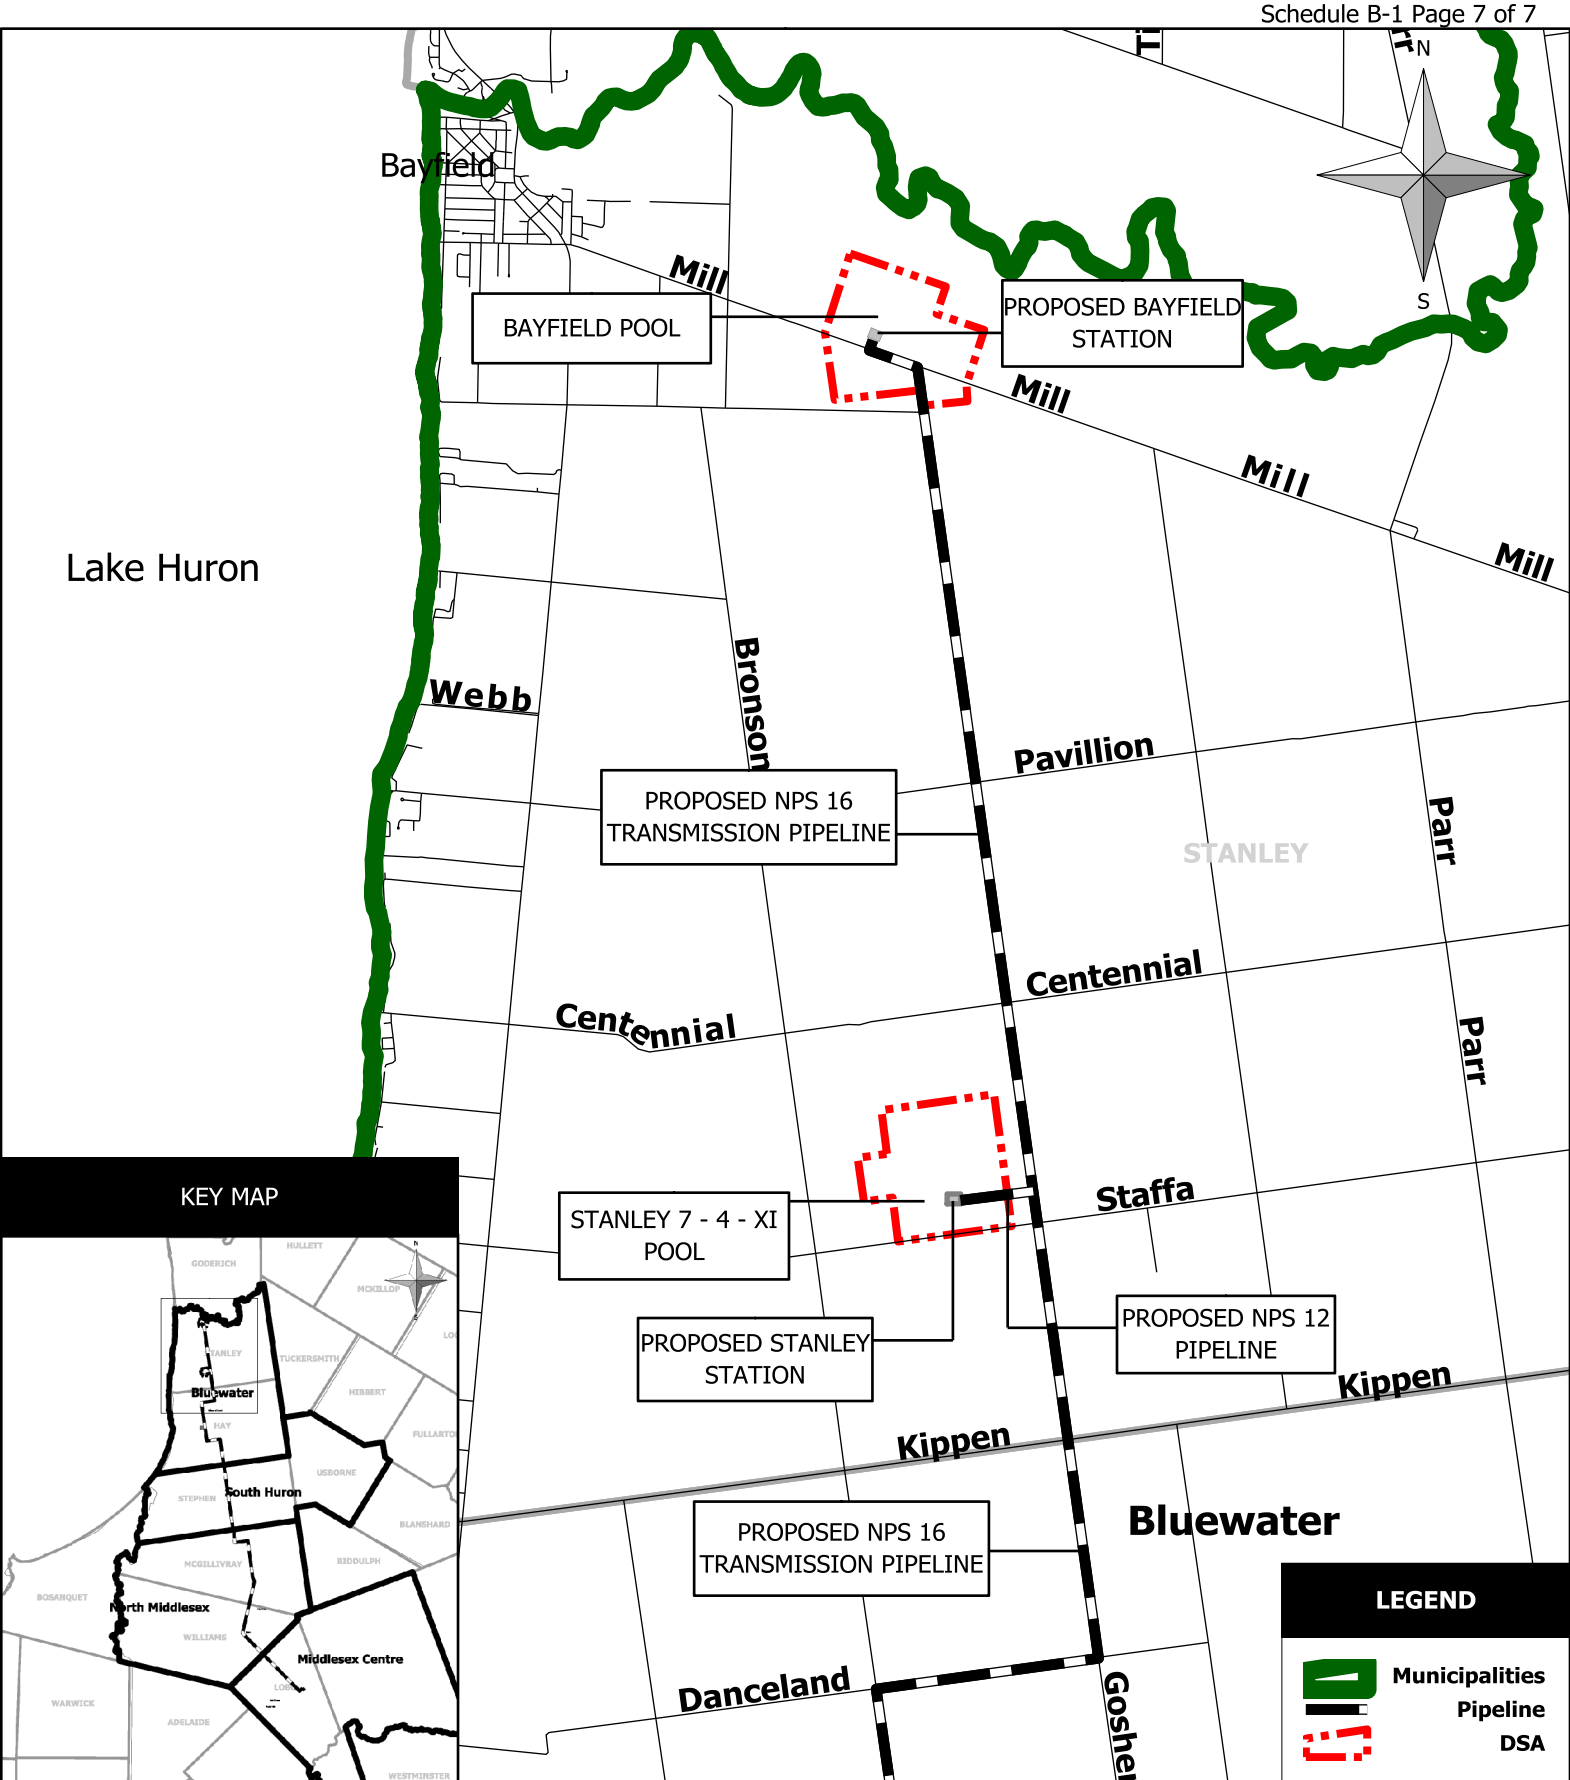 Schedule B-1 Page 7 of 7
N
S
Bayfield
Mill
BAYFIELD POOL
PROPOSED BAYFIELD
STATION
Mill
Mill
Mill
Lake Huron
Webb
Bronson
Pavillion
PROPOSED NPS 16
TRANSMISSION PIPELINE
STANLEY
Parr
Centennial
Centennial
Parr
Staffa
STANLEY 7 - 4 - XI
POOL
PROPOSED STANLEY
STATION
PROPOSED NPS 12
PIPELINE
Kippen
Kippen
PROPOSED NPS 16
TRANSMISSION PIPELINE
Bluewater
Danceland
KEY MAP
N
HULLETT
GODERICH
MCKILLOP
TUCKERSMITH
HIBBERT
Bluewater
HAY
USBORNE
STEPHEN
South Huron
BLANSHARD
MCGILLIVRAY
BIDDULPH
BOSANQUET
North Middlesex
WILLIAMS
Middlesex Centre
WARWICK
ADELAIDE
WESTMINSTER
LEGEND
Municipalities
Pipeline
DSA